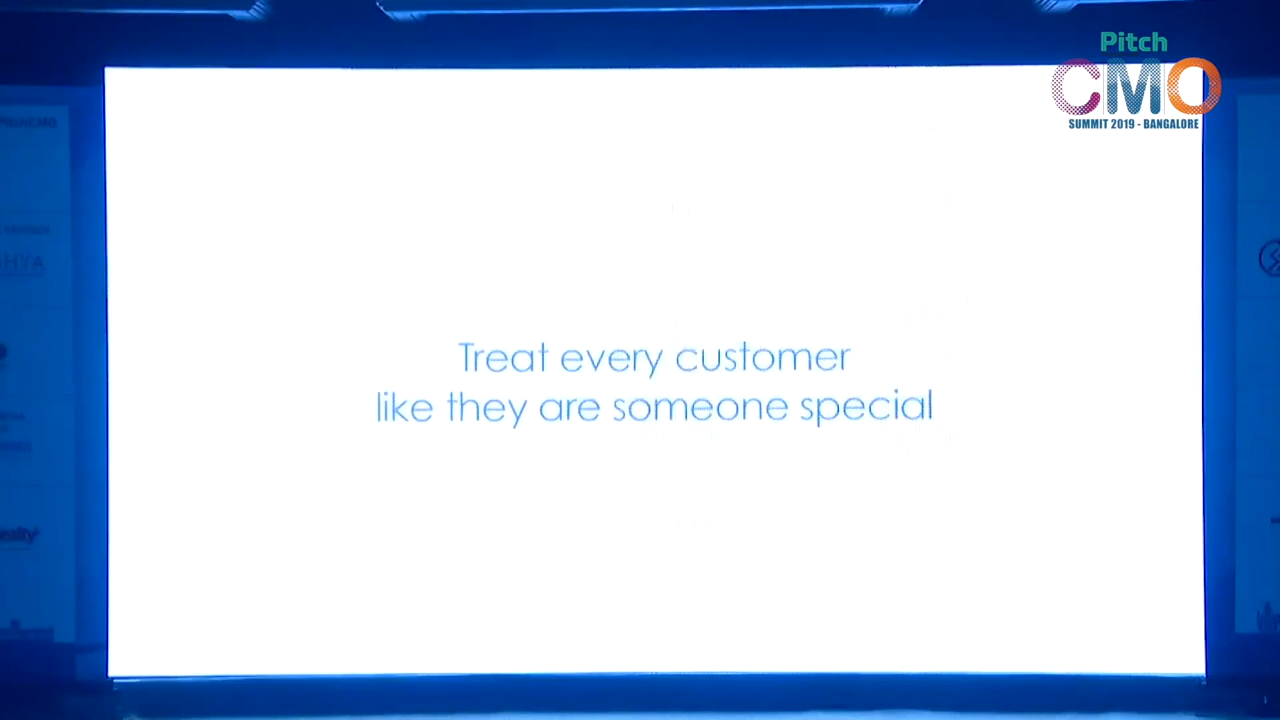 Pitch
CMO
SUMMIT 2019 - BANGALORE
Treat every customer
like they are someone special